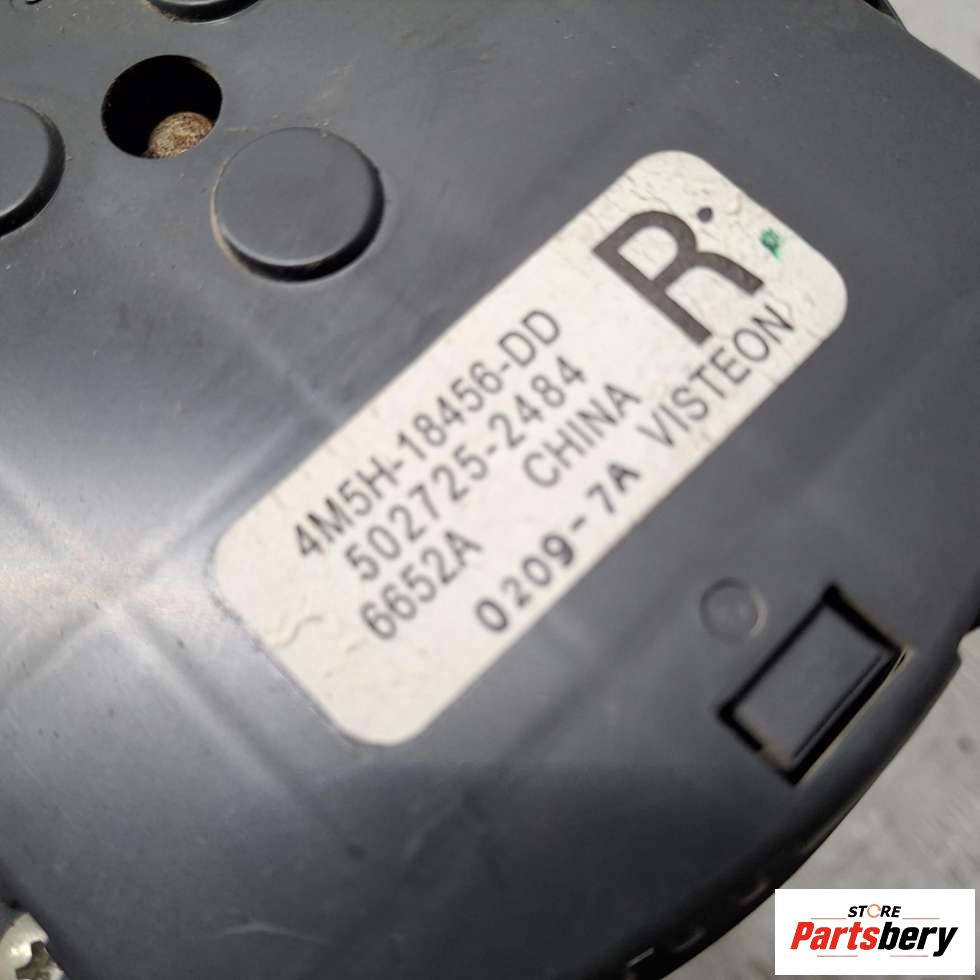 R
4M5H-18456-DD
502725-2484
6652A CHINA
0209-7A VISTEON
STORE
Partsbery